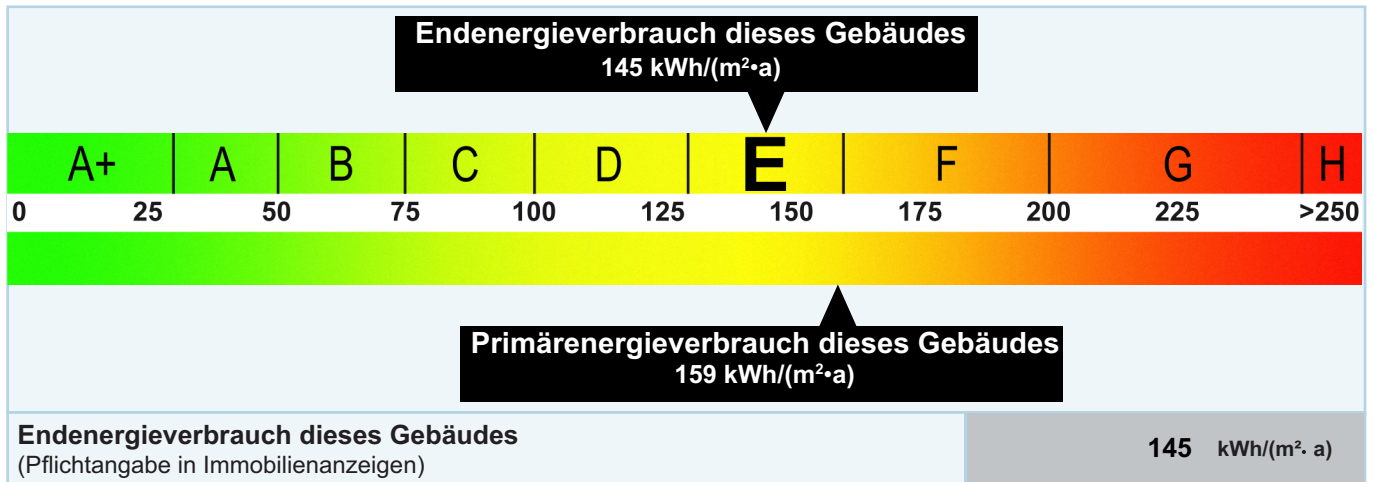 Endenergieverbrauch dieses Gebäudes
145 kWh/(m²•a)
A+ A B C D E F G H
0 25 50 75 100 125 150 175 200 225 >250
Primärenergieverbrauch dieses Gebäudes
159 kWh/(m²•a)
Endenergieverbrauch dieses Gebäudes
(Pflichtangabe in Immobilienanzeigen)
145 kWh/(m²· a)